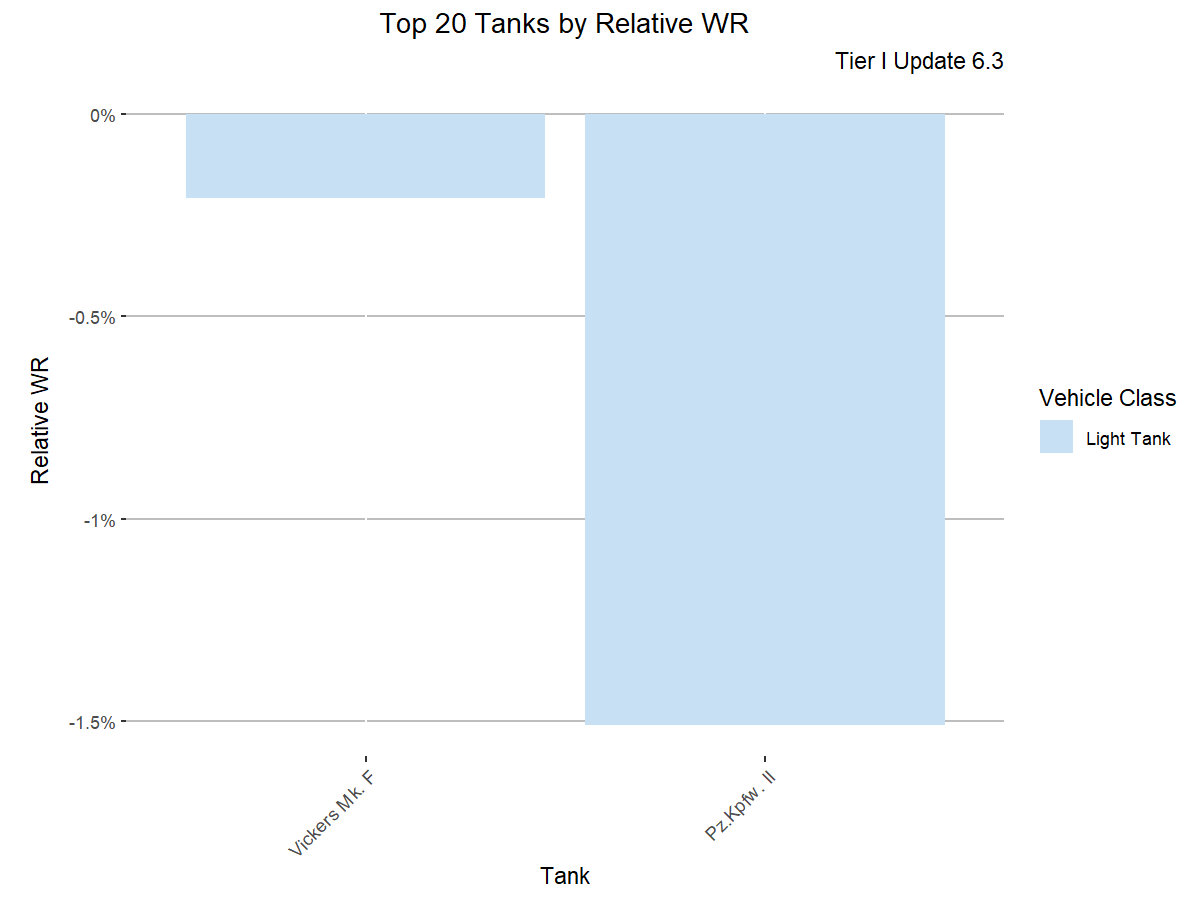 Top 20 Tanks by Relative WR
Tier I Update 6.3
0%
-0.5%
-1%
-1.5%
Relative WR
Vickers Mk. F
Pz.Kpfw. II
Tank
Vehicle Class
Light Tank